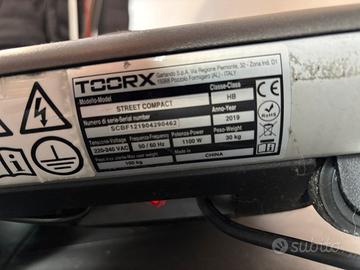 TOORX
Garlando S.p.A. Via Regione Piemonte, 32 - Zona Ind. D1
15068 Pozzolo Formigaro (AL) - ITALY
Modello-Model Classe-Class
STREET COMPACT HB
Numero di serie-Serial number Anno-Year
SCBF121904290462 2019
Tensione-Voltage Frequenza-Frequency Potenza-Power Peso-Weight
220-240 VAC 50 / 60 Hz 1100 W 30 kg
100 kg CHINA
RoHS
CE
subito